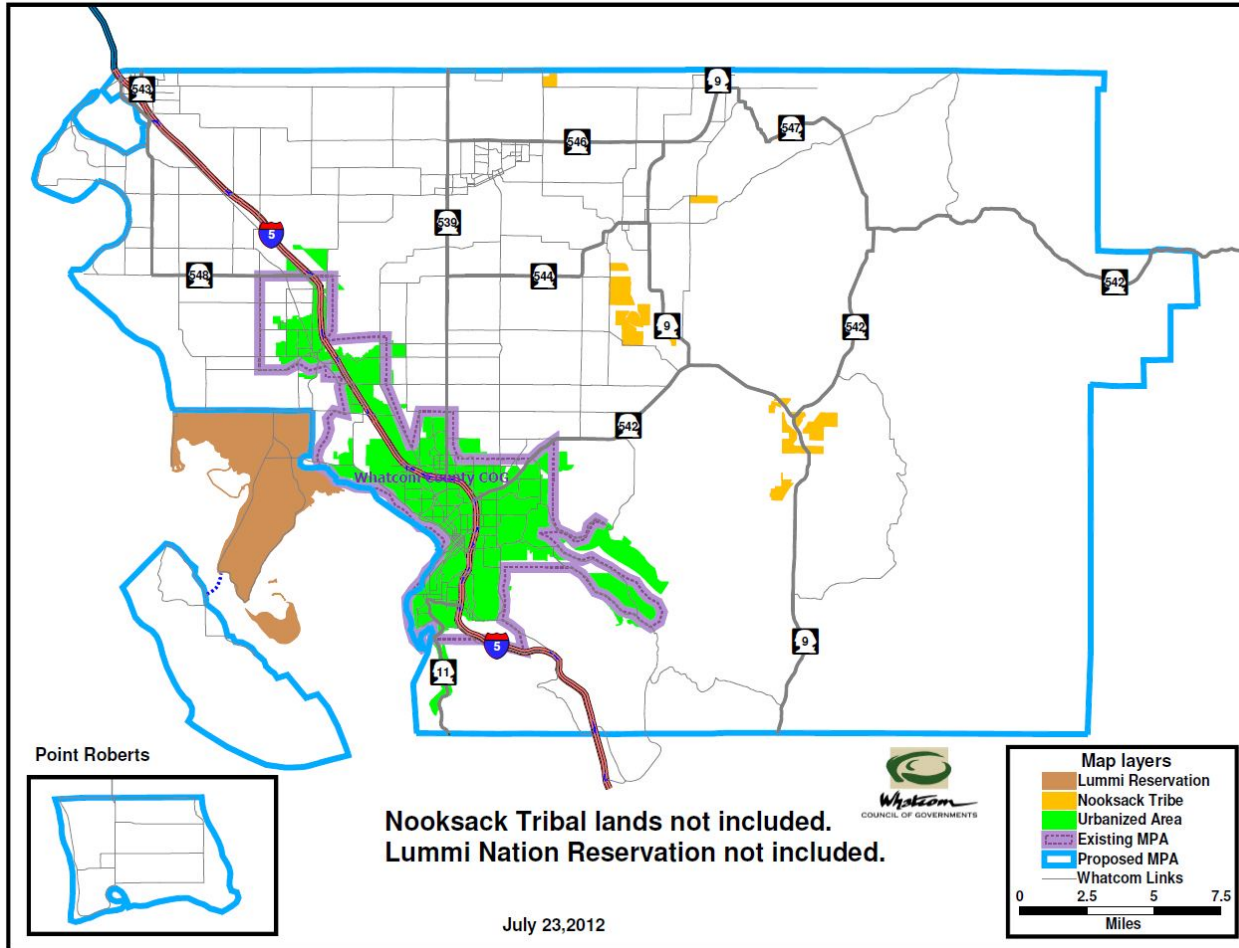 543
9
547
546
5
539
548
544
542
9
542
542
Whatcom County COG
9
5
11
Point Roberts
Nooksack Tribal lands not included.
Lummi Nation Reservation not included.
July 23,2012
Whatcom
COUNCIL OF GOVERNMENTS
Map layers
Lummi Reservation
Nooksack Tribe
Urbanized Area
Existing MPA
Proposed MPA
Whatcom Links
0 2.5 5 7.5
Miles